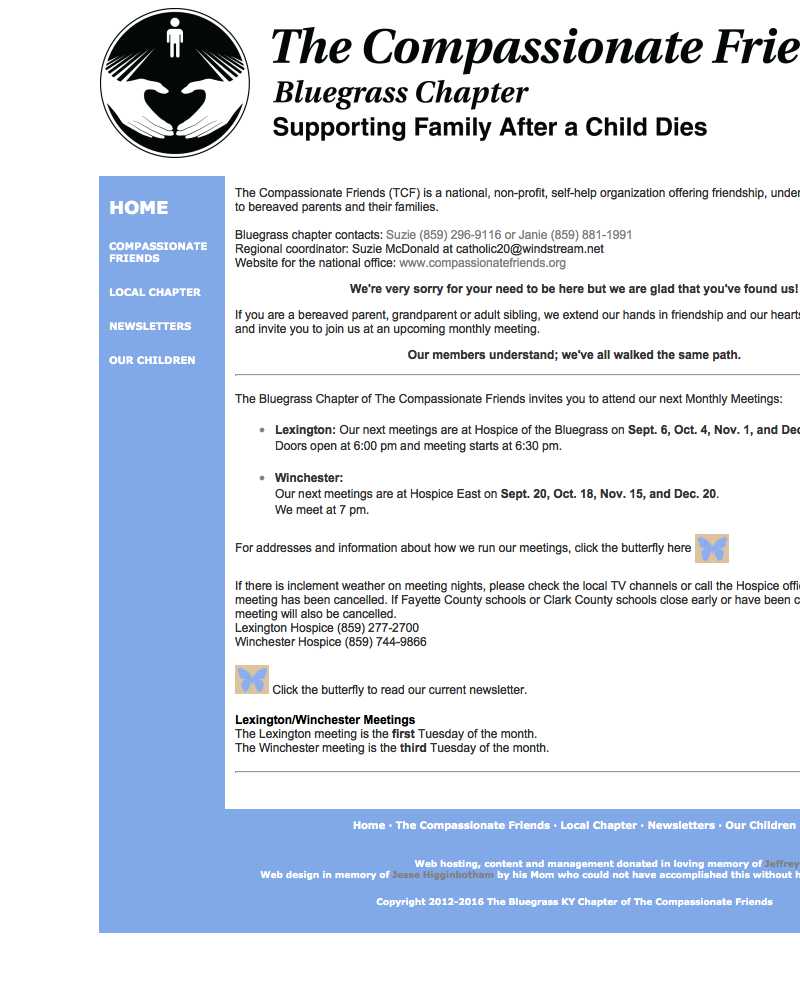 The Compassionate Frie
Bluegrass Chapter
Supporting Family After a Child Dies
HOME
COMPASSIONATE
FRIENDS
LOCAL CHAPTER
NEWSLETTERS
OUR CHILDREN
The Compassionate Friends (TCF) is a national, non-profit, self-help organization offering friendship, under
to bereaved parents and their families.
Bluegrass chapter contacts: Suzie (859) 296-9116 or Janie (859) 881-1991
Regional coordinator: Suzie McDonald at catholic20@windstream.net
Website for the national office: www.compassionatefriends.org
We're very sorry for your need to be here but we are glad that you've found us!
If you are a bereaved parent, grandparent or adult sibling, we extend our hands in friendship and our hearts
and invite you to join us at an upcoming monthly meeting.
Our members understand; we've all walked the same path.
The Bluegrass Chapter of The Compassionate Friends invites you to attend our next Monthly Meetings:
Lexington: Our next meetings are at Hospice of the Bluegrass on Sept. 6, Oct. 4, Nov. 1, and Dec
Doors open at 6:00 pm and meeting starts at 6:30 pm.
Winchester:
Our next meetings are at Hospice East on Sept. 20, Oct. 18, Nov. 15, and Dec. 20.
We meet at 7 pm.
For addresses and information about how we run our meetings, click the butterfly here
If there is inclement weather on meeting nights, please check the local TV channels or call the Hospice offi
meeting has been cancelled. If Fayette County schools or Clark County schools close early or have been c
meeting will also be cancelled.
Lexington Hospice (859) 277-2700
Winchester Hospice (859) 744-9866
Click the butterfly to read our current newsletter.
Lexington/Winchester Meetings
The Lexington meeting is the first Tuesday of the month.
The Winchester meeting is the third Tuesday of the month.
Home · The Compassionate Friends · Local Chapter · Newsletters · Our Children
Web hosting, content and management donated in loving memory of Jeffrey
Web design in memory of Jesse Higginbotham by his Mom who could not have accomplished this without h
Copyright 2012-2016 The Bluegrass KY Chapter of The Compassionate Friends